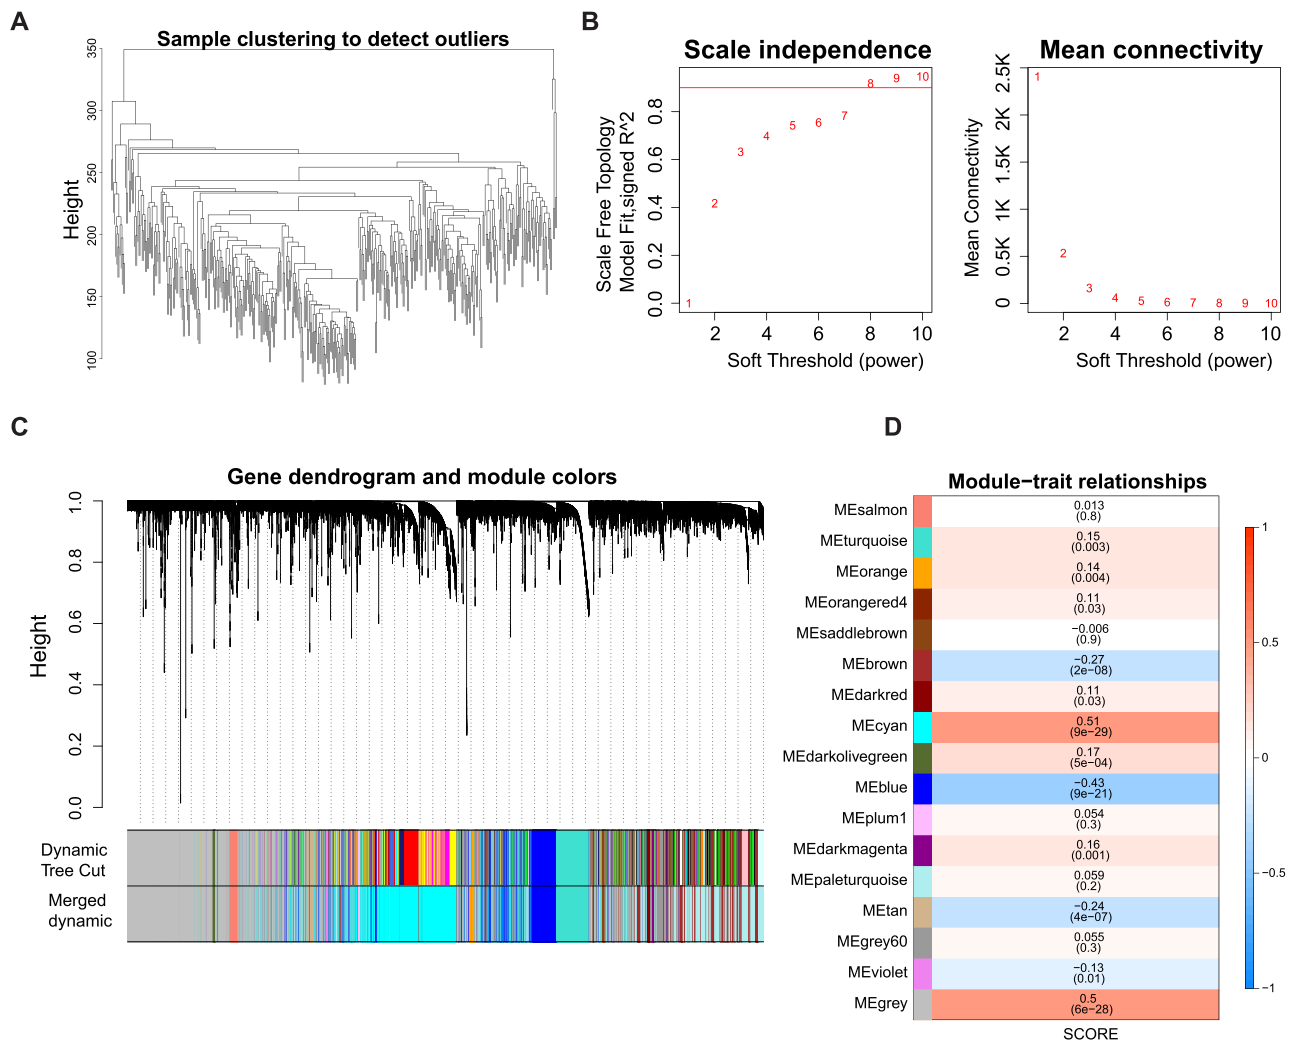 A
Sample clustering to detect outliers
Height
350
300
250
200
150
100
B
Scale independence
Scale Free Topology
Model Fit,signed R^2
0.0
0.2
0.4
0.6
0.8
1
2
3
4
5
6
7
8
9
10
2
4
6
8
10
Soft Threshold (power)
Mean connectivity
Mean Connectivity
0
0.5K
1K
1.5K
2K
2.5K
1
2
3
4
5
6
7
8
9
10
2
4
6
8
10
Soft Threshold (power)
C
Gene dendrogram and module colors
Height
1.0
0.8
0.6
0.4
0.2
0.0
Dynamic
Tree Cut
Merged
dynamic
D
Module−trait relationships
MEsalmon
0.013
(0.8)
MEturquoise
0.15
(0.003)
MEorange
0.14
(0.004)
MEorangered4
0.11
(0.03)
MEsaddlebrown
−0.006
(0.9)
MEbrown
−0.27
(2e−08)
MEdarkred
0.11
(0.03)
MEcyan
0.51
(9e−29)
MEdarkolivegreen
0.17
(5e−04)
MEblue
−0.43
(9e−21)
MEplum1
0.054
(0.3)
MEdarkmagenta
0.16
(0.001)
MEpaleturquoise
0.059
(0.2)
MEtan
−0.24
(4e−07)
MEgrey60
0.055
(0.3)
MEviolet
−0.13
(0.01)
MEgrey
0.5
(6e−28)
SCORE
1
0.5
0
−0.5
−1